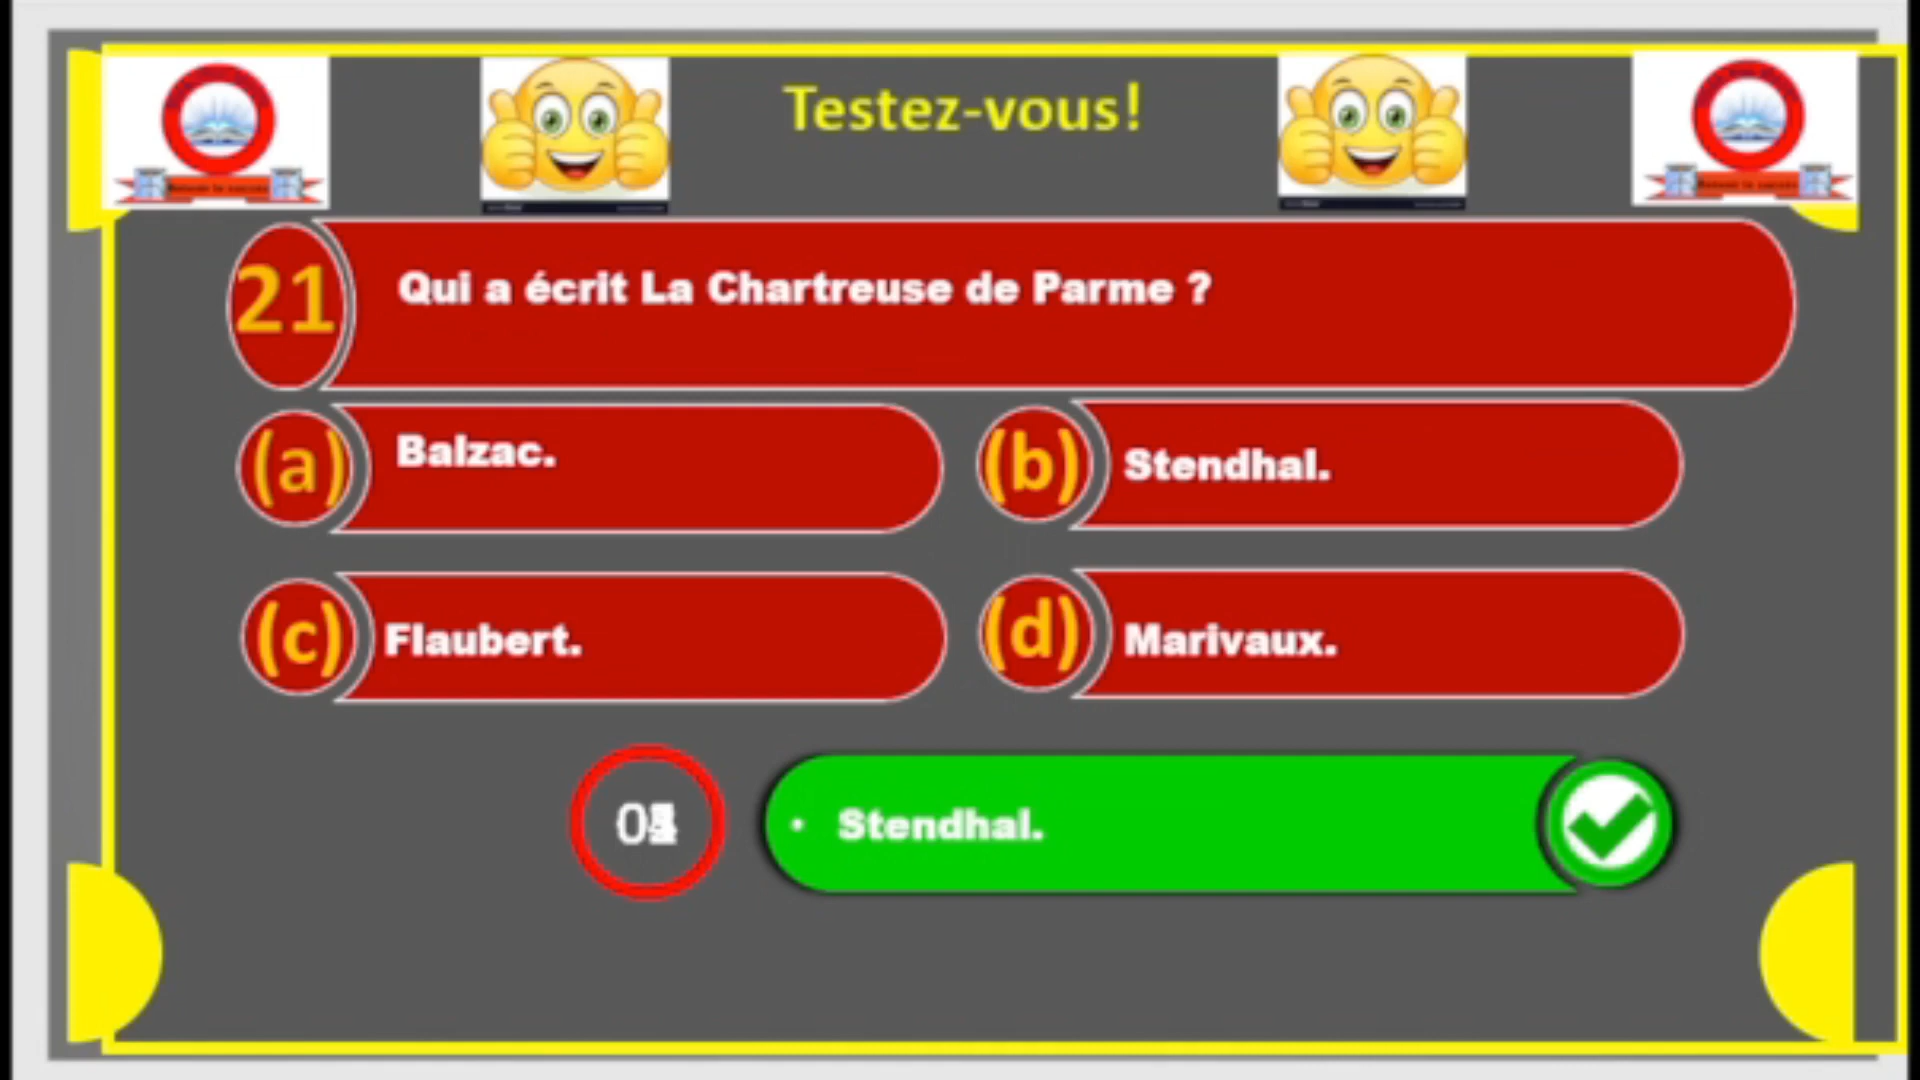 Testez-vous!
21
Qui a écrit La Chartreuse de Parme ?
(a)
Balzac.
(b)
Stendhal.
(c)
Flaubert.
(d)
Marivaux.
• Stendhal.